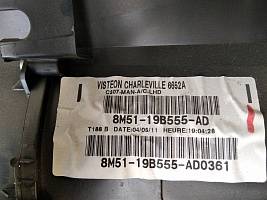 VISTEON CHARLEVILLE 6652A
C307-MAN-A/C-LHD
8M51-19B555-AD
T188 B DATE:04/05/11 HEURE:19:04:28
8M51-19B555-AD0361